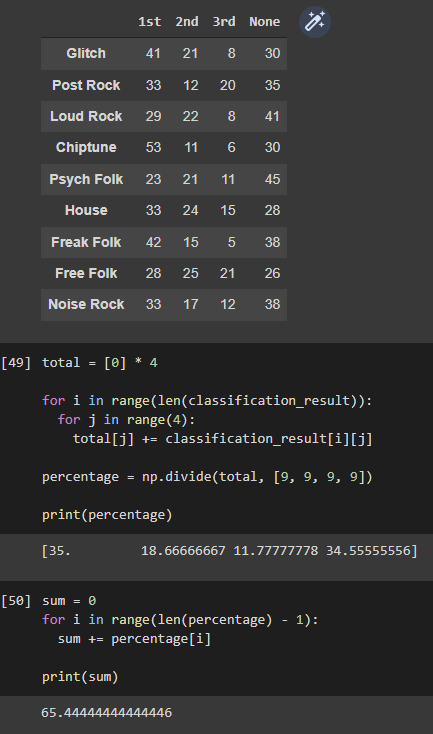 1st 2nd 3rd None
Glitch 41 21 8 30
Post Rock 33 12 20 35
Loud Rock 29 22 8 41
Chiptune 53 11 6 30
Psych Folk 23 21 11 45
House 33 24 15 28
Freak Folk 42 15 5 38
Free Folk 28 25 21 26
Noise Rock 33 17 12 38
[49] total = [0] * 4
for i in range(len(classification_result)):
  for j in range(4):
    total[j] += classification_result[i][j]
percentage = np.divide(total, [9, 9, 9, 9])
print(percentage)
[35.         18.66666667 11.77777778 34.55555556]
[50] sum = 0
for i in range(len(percentage) - 1):
  sum += percentage[i]
print(sum)
65.44444444444446